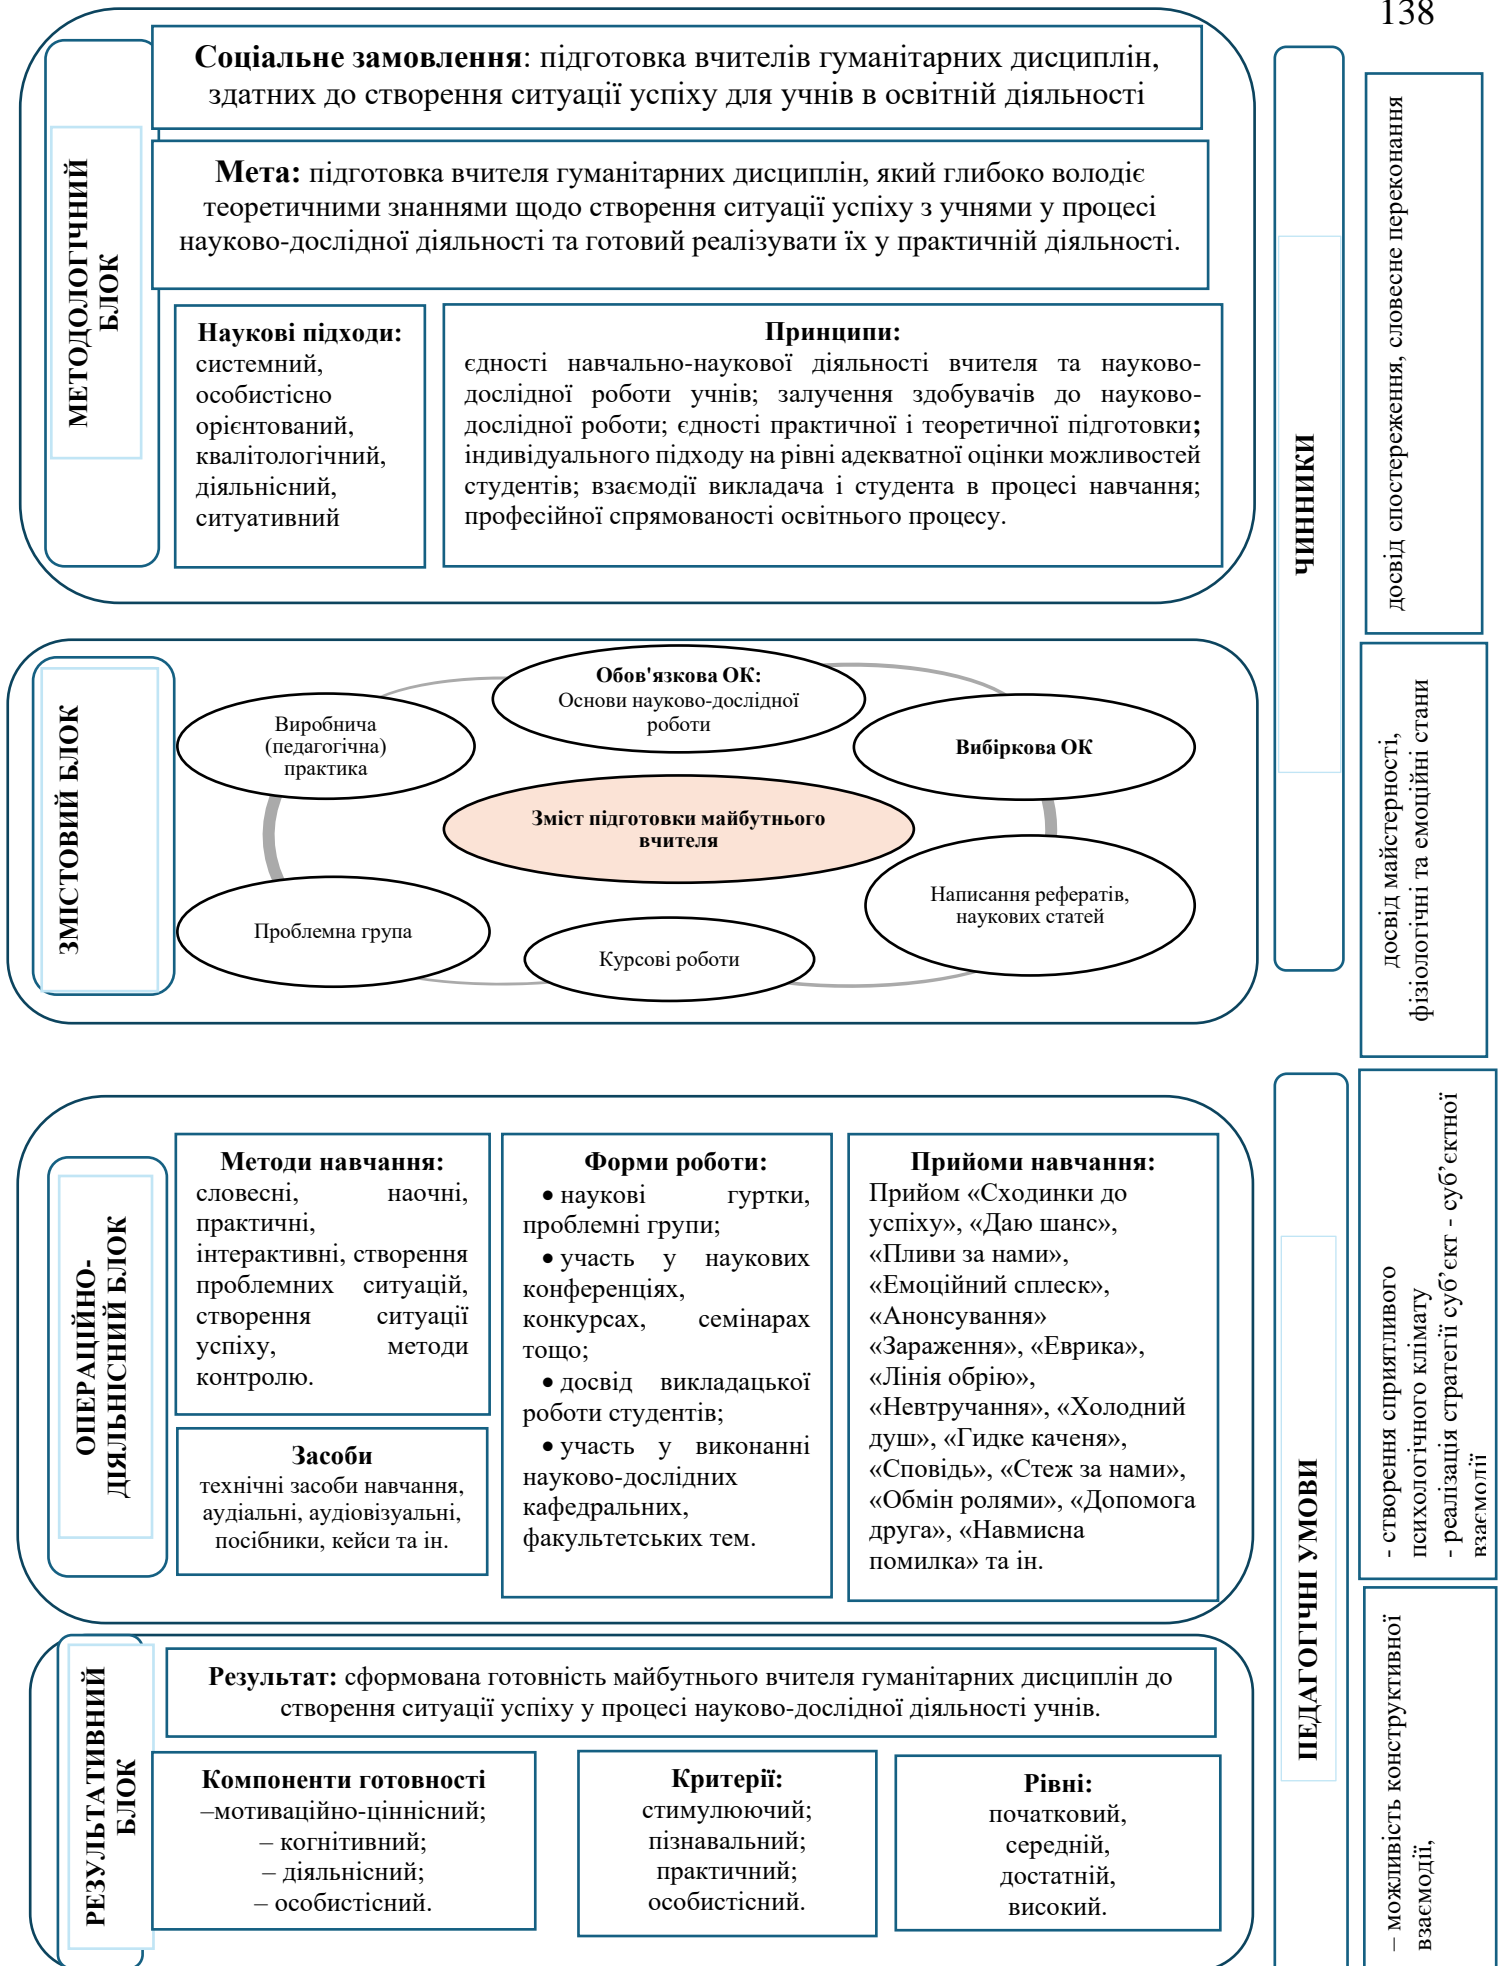 138
Соціальне замовлення: підготовка вчителів гуманітарних дисциплін,
здатних до створення ситуації успіху для учнів в освітній діяльності
МЕТОДОЛОГІЧНИЙ
БЛОК
Мета: підготовка вчителя гуманітарних дисциплін, який глибоко володіє
теоретичними знаннями щодо створення ситуації успіху з учнями у процесі
науково-дослідної діяльності та готовий реалізувати їх у практичній діяльності.
Наукові підходи:
системний,
особистісно
орієнтований,
квалітологічний,
діяльнісний,
ситуативний
Принципи:
єдності навчально-наукової діяльності вчителя та науково-
дослідної роботи учнів; залучення здобувачів до науково-
дослідної роботи; єдності практичної і теоретичної підготовки;
індивідуального підходу на рівні адекватної оцінки можливостей
студентів; взаємодії викладача і студента в процесі навчання;
професійної спрямованості освітнього процесу.
ЧИННИКИ
досвід спостереження, словесне переконання
досвід майстерності,
фізіологічні та емоційні стани
ЗМІСТОВИЙ БЛОК
Обов'язкова ОК:
Основи науково-дослідної
роботи
Вибіркова ОК
Написання рефератів,
наукових статей
Курсові роботи
Проблемна група
Виробнича
(педагогічна)
практика
Зміст підготовки майбутнього
вчителя
ОПЕРАЦІЙНО-
ДІЯЛЬНІСНИЙ БЛОК
Методи навчання:
словесні, наочні,
практичні,
інтерактивні, створення
проблемних ситуацій,
створення ситуації
успіху, методи
контролю.
Засоби
технічні засоби навчання,
аудіальні, аудіовізуальні,
посібники, кейси та ін.
Форми роботи:
• наукові гуртки,
проблемні групи;
• участь у наукових
конференціях,
конкурсах, семінарах
тощо;
• досвід викладацької
роботи студентів;
• участь у виконанні
науково-дослідних
кафедральних,
факультетських тем.
Прийоми навчання:
Прийом «Сходинки до
успіху», «Даю шанс»,
«Пливи за нами»,
«Емоційний сплеск»,
«Анонсування»
«Зараження», «Еврика»,
«Лінія обрію»,
«Невтручання», «Холодний
душ», «Гидке каченя»,
«Сповідь», «Стеж за нами»,
«Обмін ролями», «Допомога
друга», «Навмисна
помилка» та ін.
ПЕДАГОГІЧНІ УМОВИ
- створення сприятливого
психологічного клімату
- реалізація стратегії суб’єкт - суб’єктної
взаємодії
– можливість конструктивної
взаємодії,
РЕЗУЛЬТАТИВНИЙ
БЛОК
Результат: сформована готовність майбутнього вчителя гуманітарних дисциплін до
створення ситуації успіху у процесі науково-дослідної діяльності учнів.
Компоненти готовності
–мотиваційно-ціннісний;
– когнітивний;
– діяльнісний;
– особистісний.
Критерії:
стимулюючий;
пізнавальний;
практичний;
особистісний.
Рівні:
початковий,
середній,
достатній,
високий.